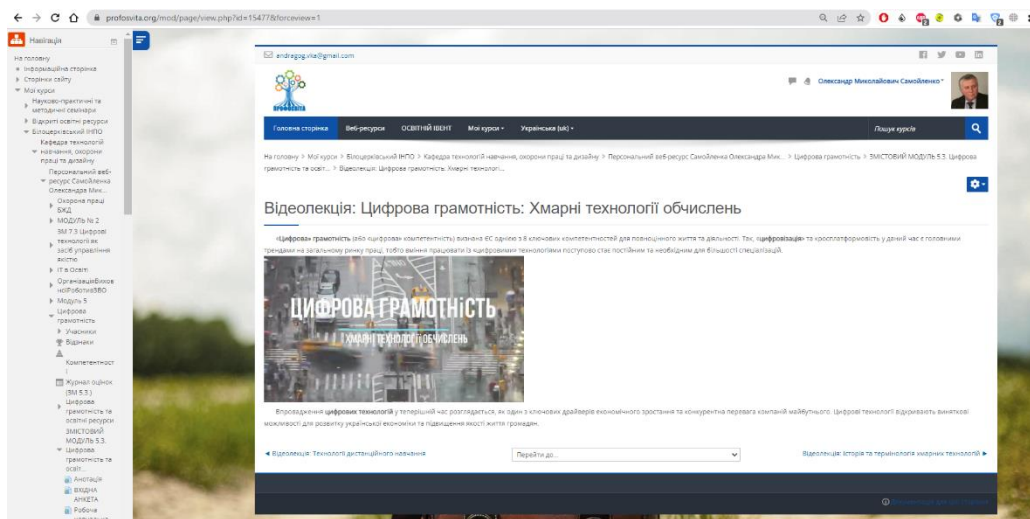 profosvita.org/mod/page/view.php?id=15477&forceview=1
Навігація
На головну
Інформаційна сторінка
Сторінки сайту
Мої курси
Науково-практичні та
методичні семінари
Відкриті освітні ресурси
Білоцерківський ІНПО
Кафедра технологій
навчання, охорони
праці та дизайну
Персональний веб-
ресурс Самойленка
Олександра Мик...
Охорона праці
БЖД
МОДУЛЬ № 2
ЗМ 7.3 Цифрові
технології як
засіб управління
якістю
ІТ в Освіті
ОрганізаціяВихов
ноїРоботивЗВО
Модуль 5
Цифрова
грамотність
Учасники
Відзнаки
Компетентност
і
Журнал оцінок
(ЗМ 5.3.)
Цифрова
грамотність та
освітні ресурси
ЗМІСТОВИЙ
МОДУЛЬ 5.3.
Цифрова
грамотність та
освіт...
Анотація
ВХІДНА
АНКЕТА
Робоча
andragog.vka@gmail.com
ПРОФОСВІТА
Олександр Миколайович Самойленко
Головна сторінка Веб-ресурси ОСВІТНІЙ ІВЕНТ Мої курси Українська (uk) Пошук курсів
На головну > Мої курси > Білоцерківський ІНПО > Кафедра технологій навчання, охорони праці та дизайну > Персональний веб-ресурс Самойленка Олександра Мик... > Цифрова грамотність > ЗМІСТОВИЙ МОДУЛЬ 5.3. Цифрова
грамотність та освіт... > Відеолекція: Цифрова грамотність: Хмарні технологі...
Відеолекція: Цифрова грамотність: Хмарні технології обчислень
«Цифрова» грамотність (або «цифрова» компетентність) визнана ЄС однією з 8 ключових компетентностей для повноцінного життя та діяльності. Так, «цифровізація» та кросплатформовість у даний час є головними
трендами на загальному ринку праці, тобто вміння працювати із «цифровими» технологіями поступово стає постійним та необхідним для більшості спеціалізацій.
ЦИФРОВА ГРАМОТНІСТЬ
ХМАРНІ ТЕХНОЛОГІЇ ОБЧИСЛЕНЬ
Впровадження цифрових технологій у теперішній час розглядається, як один з ключових драйверів економічного зростання та конкурентна перевага компаній майбутнього. Цифрові технології відкривають виняткові
можливості для розвитку української економіки та підвищення якості життя громадян.
◄ Відеолекція: Технології дистанційного навчання Перейти до... Відеолекція: Історія та термінологія хмарних технологій ►